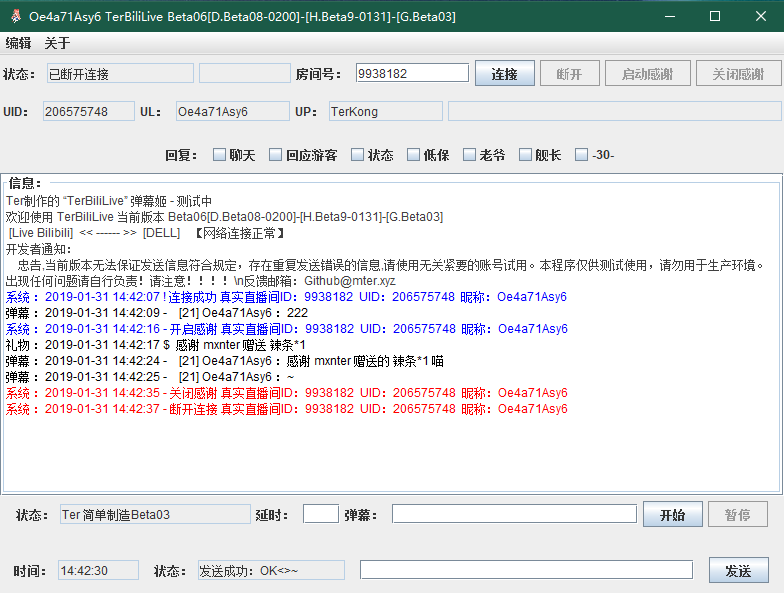 Oe4a71Asy6 TerBiliLive Beta06[D.Beta08-0200]-[H.Beta9-0131]-[G.Beta03]
编辑 关于
状态: 已断开连接 房间号: 9938182 连接 断开 启动感谢 关闭感谢
UID: 206575748 UL: Oe4a71Asy6 UP: TerKong
回复: 聊天 回应游客 状态 低保 老爷 舰长 -30-
信息:
Ter制作的 “TerBiliLive” 弹幕姬 - 测试中
欢迎使用 TerBiliLive 当前版本 Beta06[D.Beta08-0200]-[H.Beta9-0131]-[G.Beta03]
[Live Bilibili] << ------ >> [DELL] 【网络连接正常】
开发者通知:
忠告,当前版本无法保证发送信息符合规定，存在重复发送错误的信息,请使用无关紧要的账号试用。本程序仅供测试使用，请勿用于生产环境。
出现任何问题请自行负责！请注意！！！！\n反馈邮箱：Github@mter.xyz
系统： 2019-01-31 14:42:07 ! 连接成功 真实直播间ID：9938182 UID：206575748 昵称：Oe4a71Asy6
弹幕： 2019-01-31 14:42:09 - [21] Oe4a71Asy6： 222
系统： 2019-01-31 14:42:16 - 开启感谢 真实直播间ID：9938182 UID：206575748 昵称：Oe4a71Asy6
礼物： 2019-01-31 14:42:17 $ 感谢 mxnter 赠送 辣条*1
弹幕： 2019-01-31 14:42:24 - [21] Oe4a71Asy6： 感谢 mxnter 赠送的 辣条*1 喵
弹幕： 2019-01-31 14:42:25 - [21] Oe4a71Asy6： ~
系统： 2019-01-31 14:42:35 - 关闭感谢 真实直播间ID：9938182 UID：206575748 昵称：Oe4a71Asy6
系统： 2019-01-31 14:42:37 - 断开连接 真实直播间ID：9938182 UID：206575748 昵称：Oe4a71Asy6
状态: Ter 简单制造Beta03 延时: 弹幕: 开始 暂停
时间: 14:42:30 状态: 发送成功：OK<>~ 发送